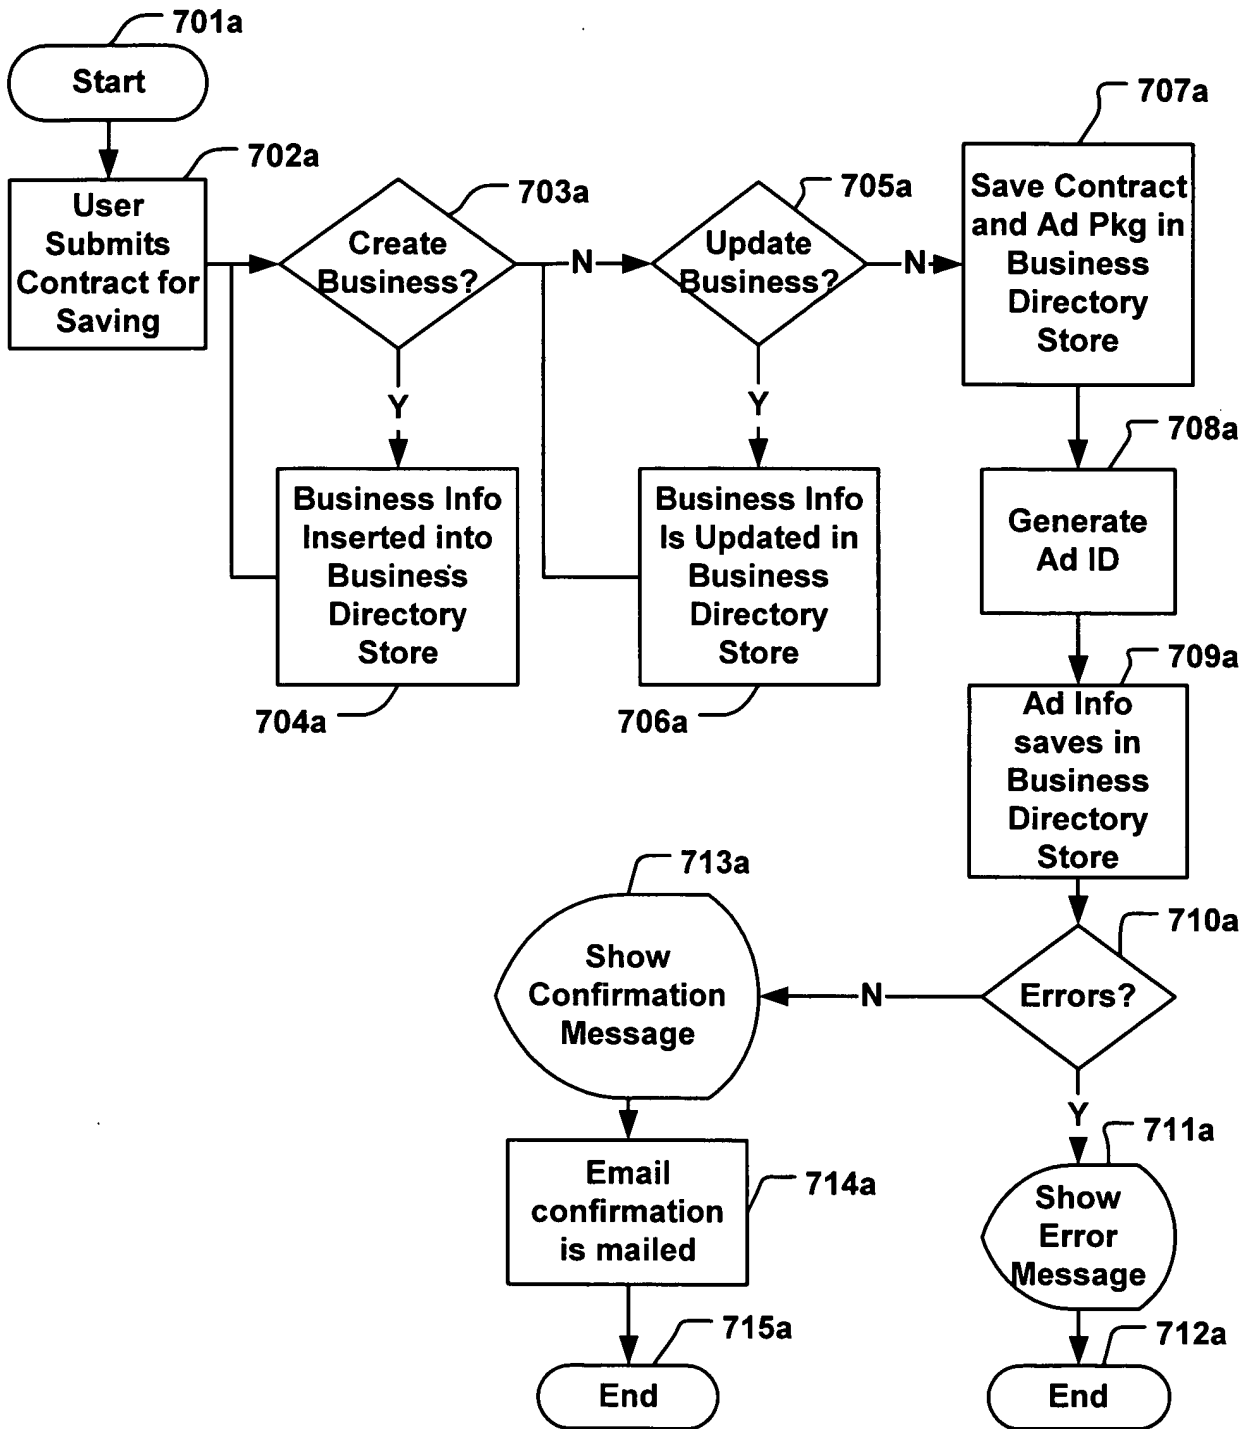 701a
Start
702a
User
Submits
Contract for
Saving
703a
Create
Business?
N
Y
Business Info
Inserted into
Business
Directory
Store
704a
705a
Update
Business?
N
Y
Business Info
Is Updated in
Business
Directory
Store
706a
707a
Save Contract
and Ad Pkg in
Business
Directory
Store
708a
Generate
Ad ID
709a
Ad Info
saves in
Business
Directory
Store
710a
Errors?
N
Y
711a
Show
Error
Message
712a
End
713a
Show
Confirmation
Message
714a
Email
confirmation
is mailed
715a
End